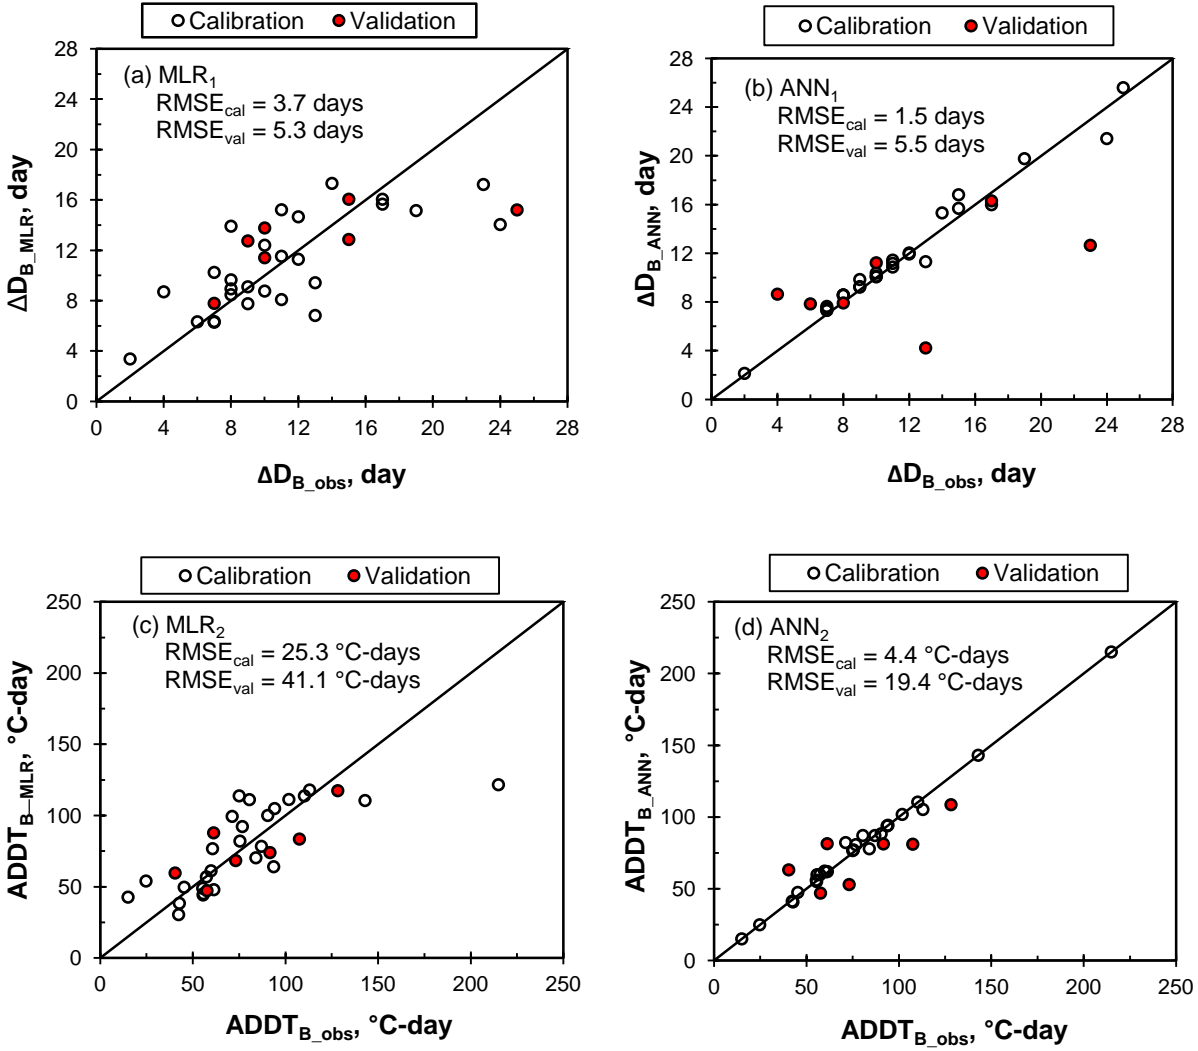 Calibration Validation
(a) MLR1
RMSEcal = 3.7 days
RMSEval = 5.3 days
28
24
20
16
12
8
4
0
0 4 8 12 16 20 24 28
ΔDB_MLR, day
ΔDB_obs, day
Calibration Validation
(b) ANN1
RMSEcal = 1.5 days
RMSEval = 5.5 days
28
24
20
16
12
8
4
0
0 4 8 12 16 20 24 28
ΔDB_ANN, day
ΔDB_obs, day
Calibration Validation
(c) MLR2
RMSEcal = 25.3 °C-days
RMSEval = 41.1 °C-days
250
200
150
100
50
0
0 50 100 150 200 250
ADDTB–MLR, °C-day
ADDTB_obs, °C-day
Calibration Validation
(d) ANN2
RMSEcal = 4.4 °C-days
RMSEval = 19.4 °C-days
250
200
150
100
50
0
0 50 100 150 200 250
ADDTB_ANN, °C-day
ADDTB_obs, °C-day